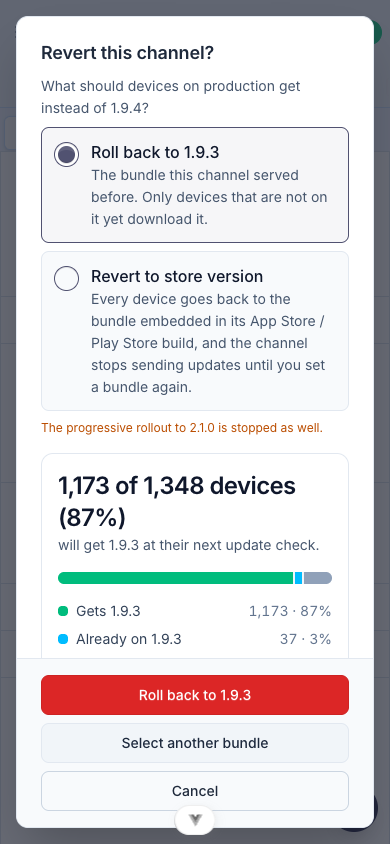 Revert this channel?
What should devices on production get
instead of 1.9.4?
Roll back to 1.9.3
The bundle this channel served
before. Only devices that are not on
it yet download it.
Revert to store version
Every device goes back to the
bundle embedded in its App Store /
Play Store build, and the channel
stops sending updates until you set
a bundle again.
The progressive rollout to 2.1.0 is stopped as well.
1,173 of 1,348 devices
(87%)
will get 1.9.3 at their next update check.
Gets 1.9.3 1,173 · 87%
Already on 1.9.3 37 · 3%
Roll back to 1.9.3
Select another bundle
Cancel